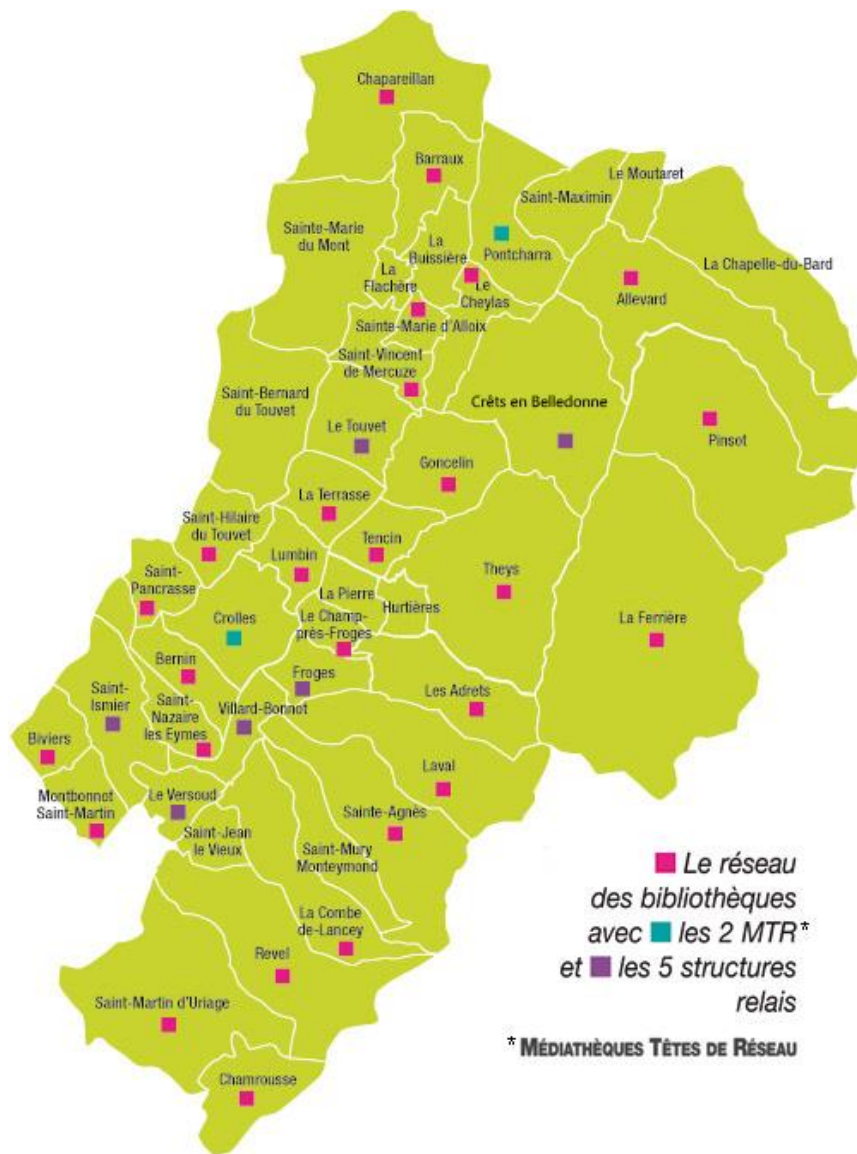 Chapareillan
Barraux
Le Moutaret
Saint-Maximin
Sainte-Marie
du Mont
La
Buissière
Pontcharra
La Chapelle-du-Bard
La
Flachère
Le
Cheylas
Allevard
Sainte-Marie d'Alloix
Saint-Vincent
de Mercuze
Saint-Bernard
du Touvet
Crêts en Belledonne
Le Touvet
Pinsot
Goncelin
La Terrasse
Saint-Hilaire
du Touvet
Tencin
Lumbin
Saint-
Pancrasse
Theys
La Pierre
Hurtières
Crolles
Le Champ-
près-Froges
La Ferrière
Bernin
Froges
Saint-
Ismier
Les Adrets
Saint-
Nazaire
les Eymes
Villard-Bonnot
Biviers
Laval
Montbonnot
Saint-Martin
Le Versoud
Sainte-Agnès
Saint-Jean
le Vieux
Saint-Mury
Monteymond
La Combe
de-Lancey
Revel
Saint-Martin d'Uriage
Chamrousse
Le réseau
des bibliothèques
avec les 2 MTR*
et les 5 structures
relais
* MÉDIATHÈQUES TÊTES DE RÉSEAU